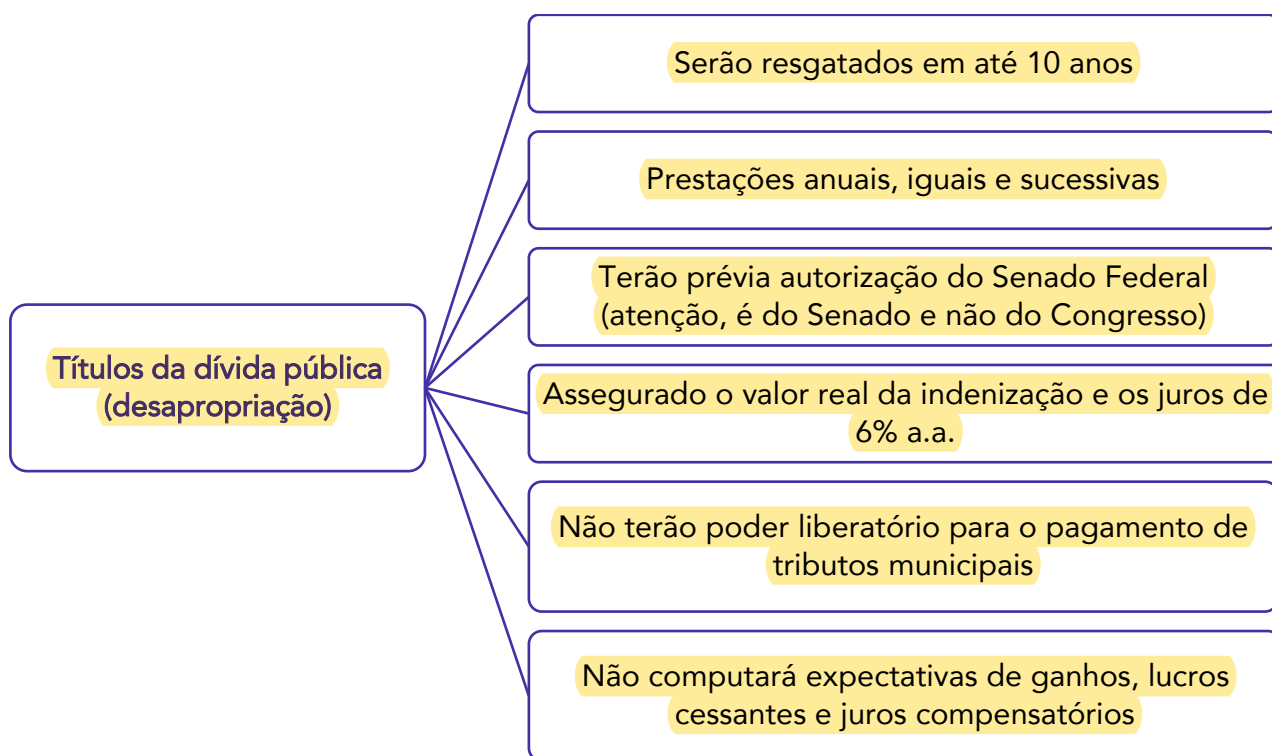 Serão resgatados em até 10 anos
Prestações anuais, iguais e sucessivas
Terão prévia autorização do Senado Federal
(atenção, é do Senado e não do Congresso)
Títulos da dívida pública
(desapropriação)
Assegurado o valor real da indenização e os juros de
6% a.a.
Não terão poder liberatório para o pagamento de
tributos municipais
Não computará expectativas de ganhos, lucros
cessantes e juros compensatórios